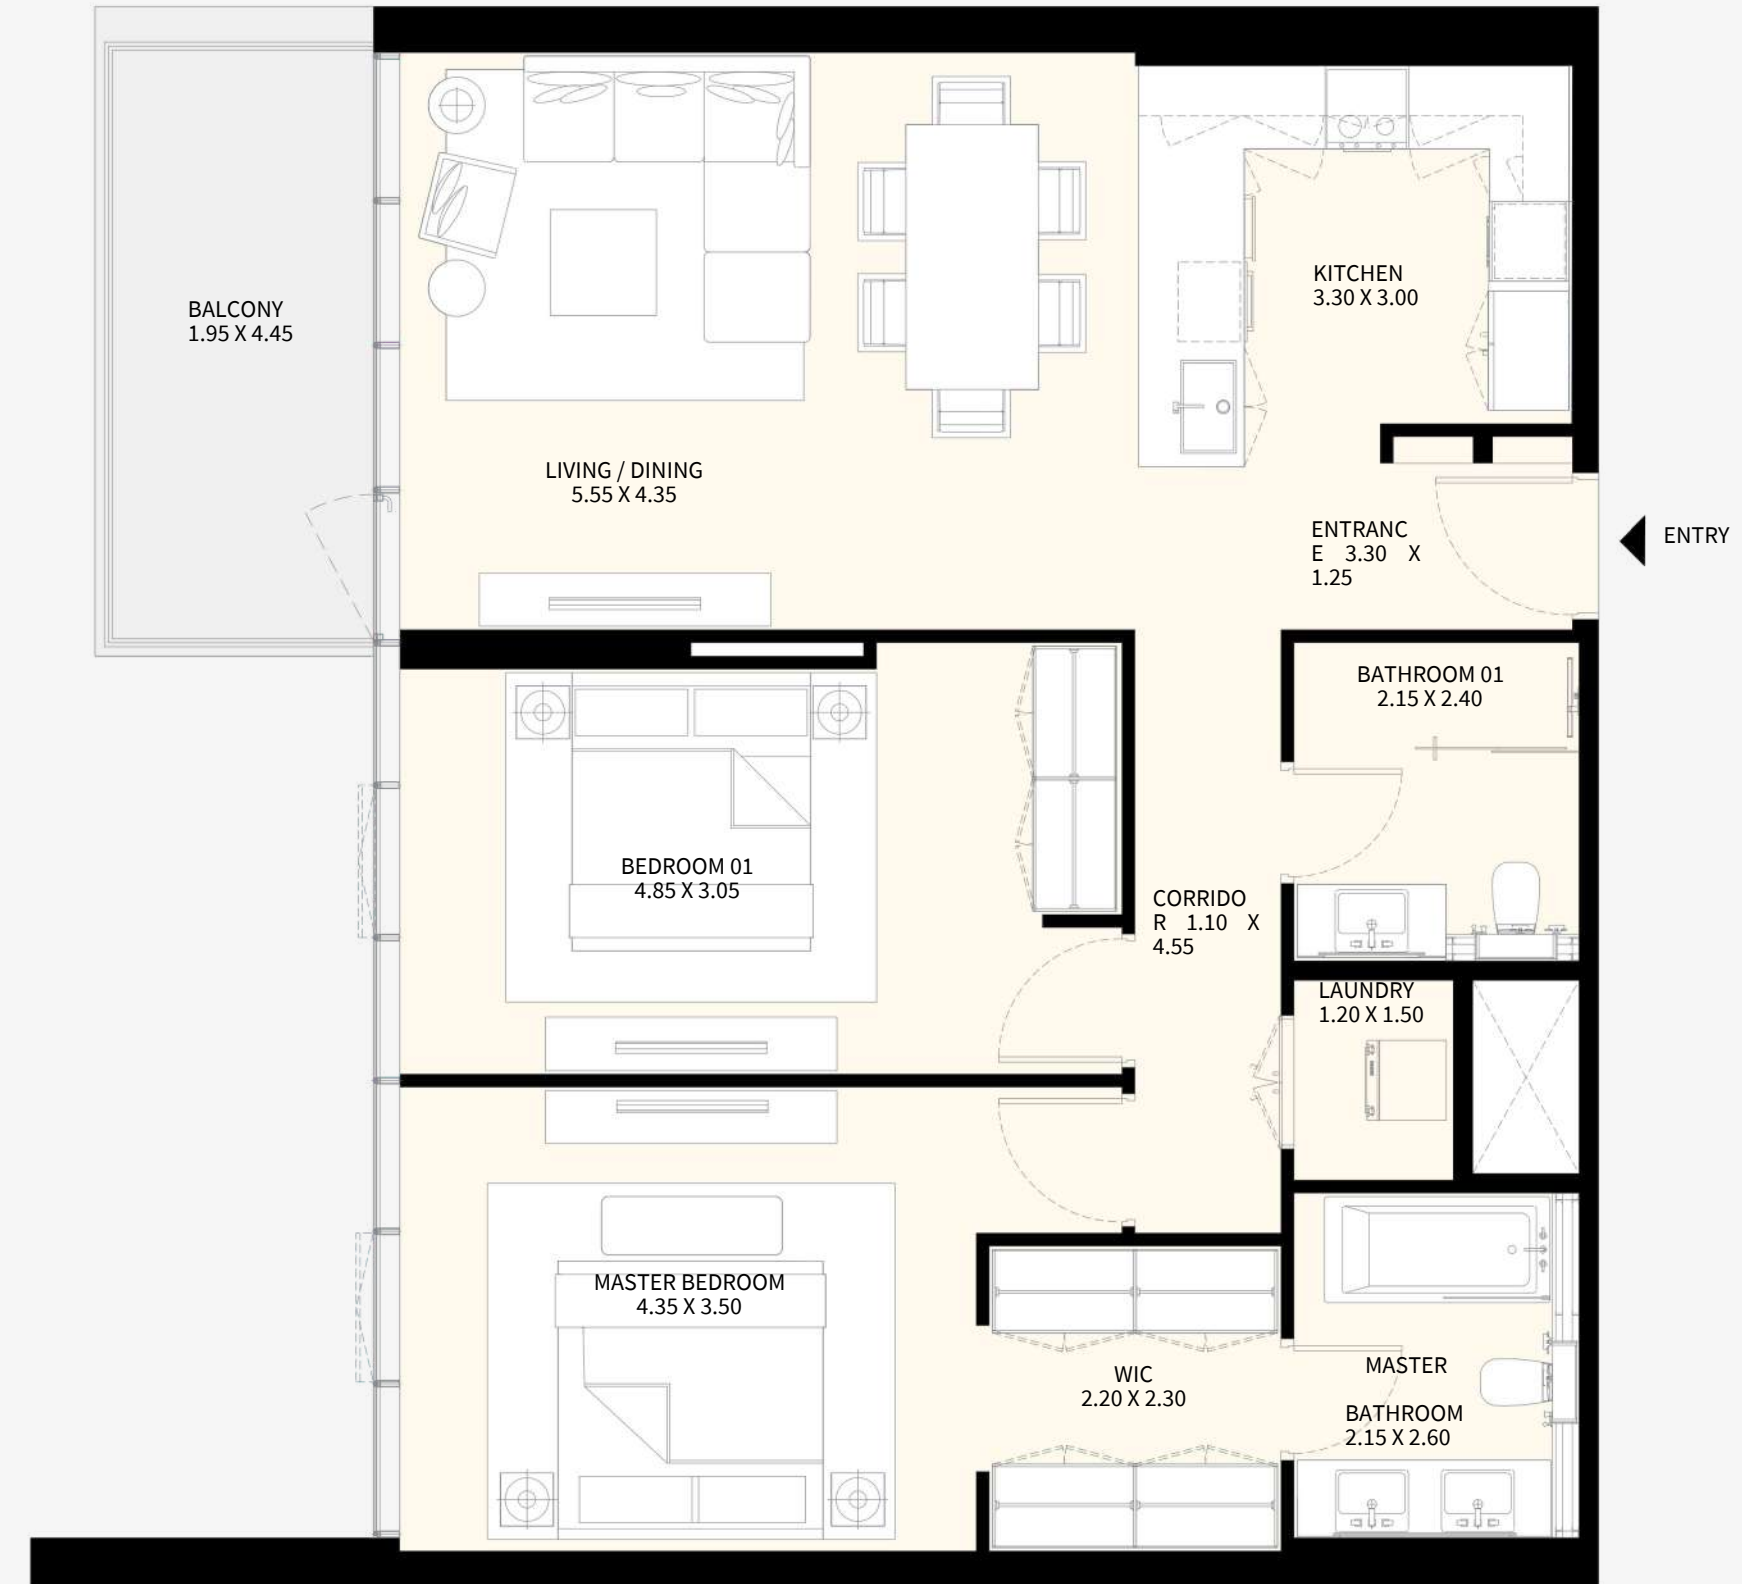 BALCONY
1.95 X 4.45
KITCHEN
3.30 X 3.00
LIVING / DINING
5.55 X 4.35
ENTRANC
E 3.30 X
1.25
ENTRY
BATHROOM 01
2.15 X 2.40
BEDROOM 01
4.85 X 3.05
CORRIDO
R 1.10 X
4.55
LAUNDRY
1.20 X 1.50
MASTER BEDROOM
4.35 X 3.50
WIC
2.20 X 2.30
MASTER
BATHROOM
2.15 X 2.60